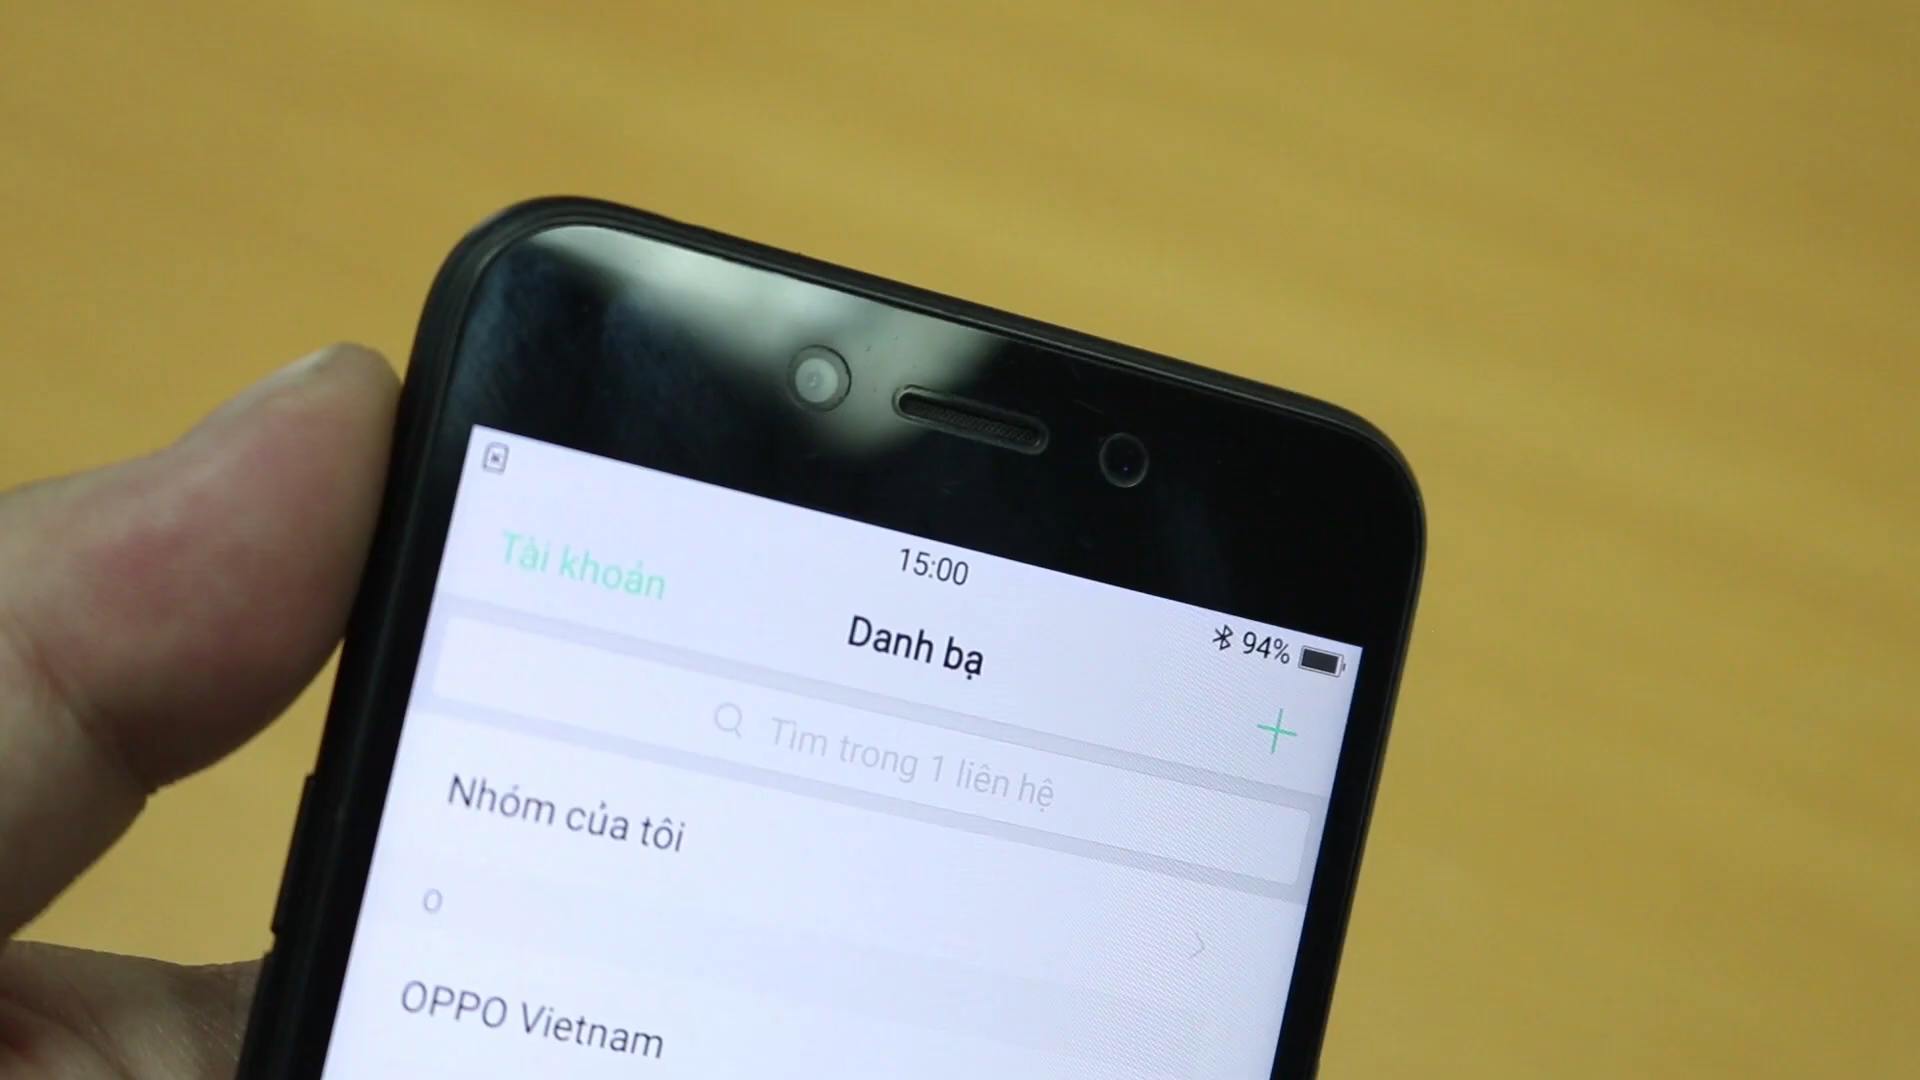 15:00
94%
Tài khoản
Danh bạ
Tìm trong 1 liên hệ
Nhóm của tôi
O
OPPO Vietnam